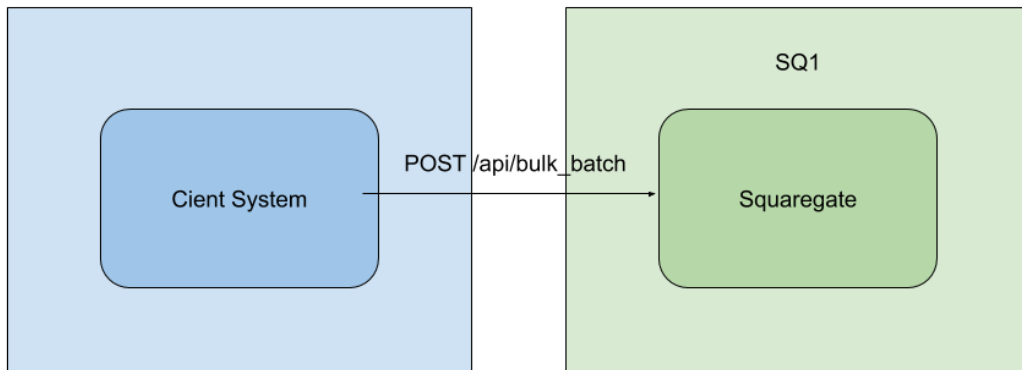 SQ1
POST /api/bulk_batch
Cient System
Squaregate